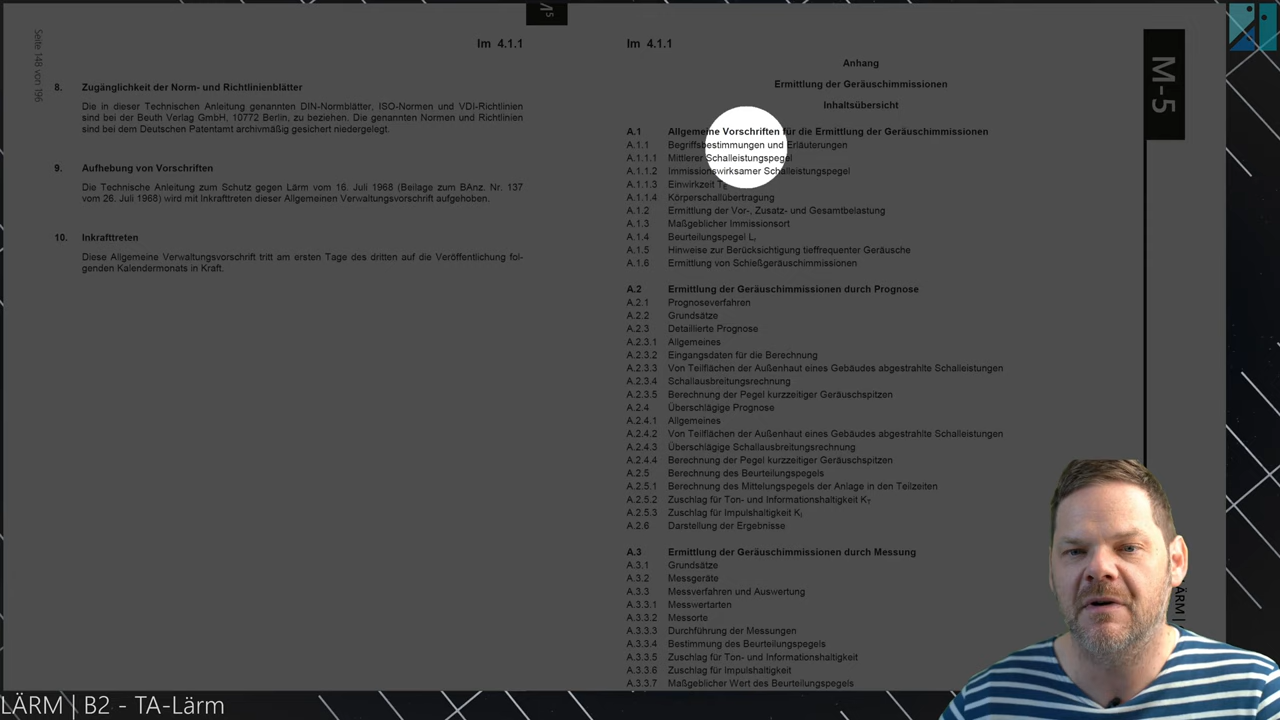 M-5
Seite 148 von 196
Im 4.1.1
8. Zugänglichkeit der Norm- und Richtlinienblätter
Die in dieser Technischen Anleitung genannten DIN-Normblätter, ISO-Normen und VDI-Richtlinien
sind bei der Beuth Verlag GmbH, 10772 Berlin, zu beziehen. Die genannten Normen und Richtlinien
sind bei dem Deutschen Patentamt archivmäßig gesichert niedergelegt.
9. Aufhebung von Vorschriften
Die Technische Anleitung zum Schutz gegen Lärm vom 16. Juli 1968 (Beilage zum BAnz. Nr. 137
vom 26. Juli 1968) wird mit Inkrafttreten dieser Allgemeinen Verwaltungsvorschrift aufgehoben.
10. Inkrafttreten
Diese Allgemeine Verwaltungsvorschrift tritt am ersten Tage des dritten auf die Veröffentlichung fol-
genden Kalendermonats in Kraft.
Im 4.1.1
M-5
Anhang
Ermittlung der Geräuschimmissionen
Inhaltsübersicht
A.1 Allgemeine Vorschriften für die Ermittlung der Geräuschimmissionen
A.1.1 Begriffsbestimmungen und Erläuterungen
A.1.1.1 Mittlerer Schalleistungspegel
A.1.1.2 Immissionswirksamer Schalleistungspegel
A.1.1.3 Einwirkzeit T
A.1.1.4 Körperschallübertragung
A.1.2 Ermittlung der Vor-, Zusatz- und Gesamtbelastung
A.1.3 Maßgeblicher Immissionsort
A.1.4 Beurteilungspegel Lr
A.1.5 Hinweise zur Berücksichtigung tieffrequenter Geräusche
A.1.6 Ermittlung von Schießgeräuschimmissionen
A.2 Ermittlung der Geräuschimmissionen durch Prognose
A.2.1 Prognoseverfahren
A.2.2 Grundsätze
A.2.3 Detaillierte Prognose
A.2.3.1 Allgemeines
A.2.3.2 Eingangsdaten für die Berechnung
A.2.3.3 Von Teilflächen der Außenhaut eines Gebäudes abgestrahlte Schalleistungen
A.2.3.4 Schallausbreitungsrechnung
A.2.3.5 Berechnung der Pegel kurzzeitiger Geräuschspitzen
A.2.4 Überschlägige Prognose
A.2.4.1 Allgemeines
A.2.4.2 Von Teilflächen der Außenhaut eines Gebäudes abgestrahlte Schalleistungen
A.2.4.3 Überschlägige Schallausbreitungsrechnung
A.2.4.4 Berechnung der Pegel kurzzeitiger Geräuschspitzen
A.2.5 Berechnung des Beurteilungspegels
A.2.5.1 Berechnung des Mittelungspegels der Anlage in den Teilzeiten
A.2.5.2 Zuschlag für Ton- und Informationshaltigkeit KT
A.2.5.3 Zuschlag für Impulshaltigkeit KI
A.2.6 Darstellung der Ergebnisse
A.3 Ermittlung der Geräuschimmissionen durch Messung
A.3.1 Grundsätze
A.3.2 Messgeräte
A.3.3 Messverfahren und Auswertung
A.3.3.1 Messwertarten
A.3.3.2 Messorte
A.3.3.3 Durchführung der Messungen
A.3.3.4 Bestimmung des Beurteilungspegels
A.3.3.5 Zuschlag für Ton- und Informationshaltigkeit
A.3.3.6 Zuschlag für Impulshaltigkeit
A.3.3.7 Maßgeblicher Wert des Beurteilungspegels
ÄRM |
LÄRM | B2 - TA-Lärm